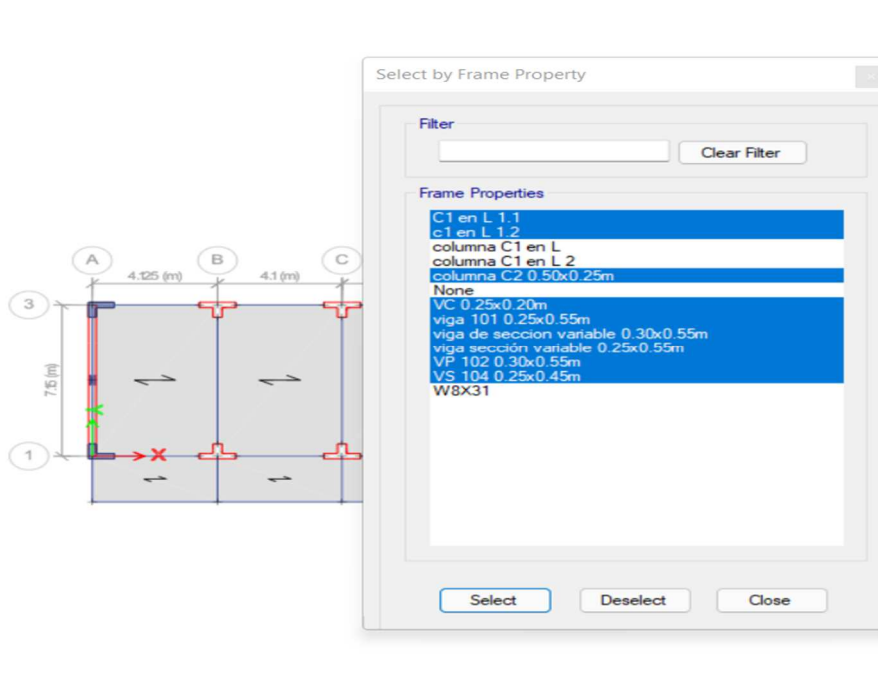 Select by Frame Property
Filter
Clear Filter
Frame Properties
C1 en L 1.1
c1 en L 1.2
columna C1 en L
columna C1 en L 2
columna C2 0.50x0.25m
None
VC 0.25x0.20m
viga 101 0.25x0.55m
viga de seccion variable 0.30x0.55m
viga sección variable 0.25x0.55m
VP 102 0.30x0.55m
VS 104 0.25x0.45m
W8X31
Select Deselect Close
A B C
4.125 (m) 4.1 (m)
3
7.15 (m)
Y
X
1